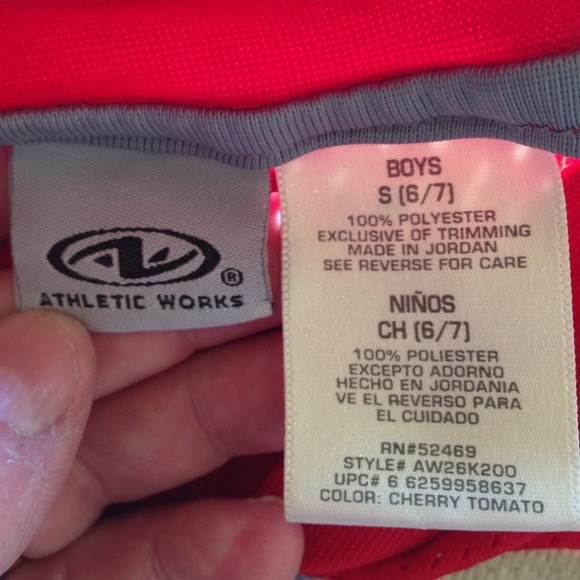 ATHLETIC WORKS
®
BOYS
S (6/7)
100% POLYESTER
EXCLUSIVE OF TRIMMING
MADE IN JORDAN
SEE REVERSE FOR CARE
NIÑOS
CH (6/7)
100% POLIESTER
EXCEPTO ADORNO
HECHO EN JORDANIA
VE EL REVERSO PARA
EL CUIDADO
RN#52469
STYLE# AW26K200
UPC# 6 6259958637
COLOR: CHERRY TOMATO